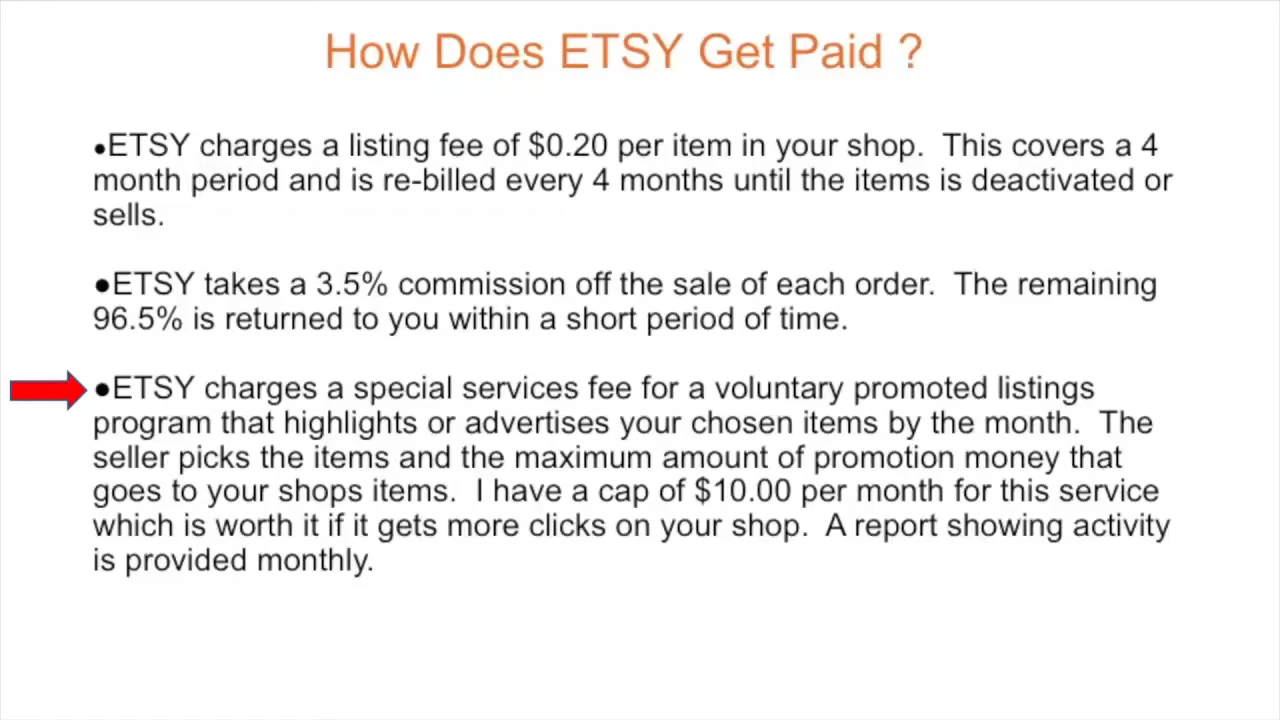 How Does ETSY Get Paid ?
●ETSY charges a listing fee of $0.20 per item in your shop.  This covers a 4
month period and is re-billed every 4 months until the items is deactivated or
sells.
●ETSY takes a 3.5% commission off the sale of each order.  The remaining
96.5% is returned to you within a short period of time.
●ETSY charges a special services fee for a voluntary promoted listings
program that highlights or advertises your chosen items by the month.  The
seller picks the items and the maximum amount of promotion money that
goes to your shops items.  I have a cap of $10.00 per month for this service
which is worth it if it gets more clicks on your shop.  A report showing activity
is provided monthly.